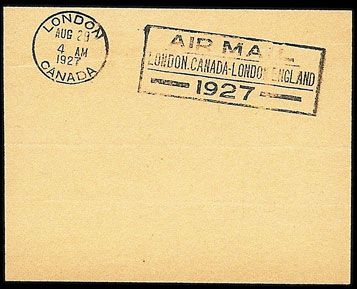 LONDON
AUG 29
4 AM
1927
CANADA
AIR MAIL
LONDON.CANADA-LONDON.ENGLAND
1927